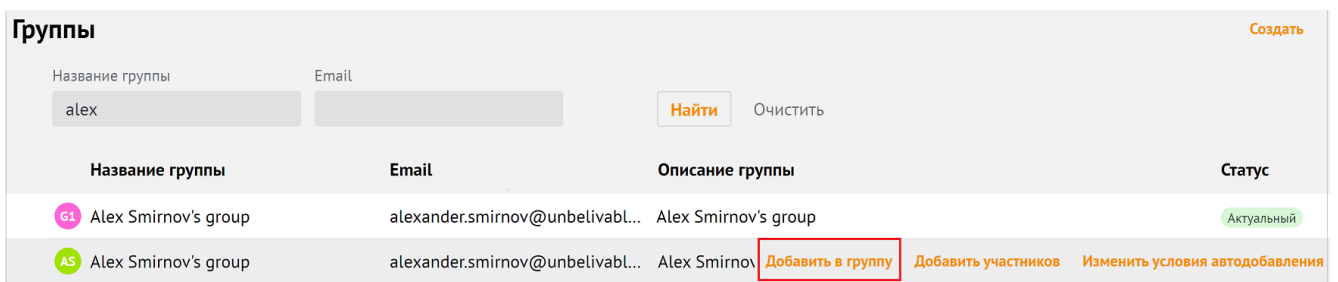 Группы Создать
Название группы Email
alex Найти Очистить
Название группы Email Описание группы Статус
G1 Alex Smirnov's group alexander.smirnov@unbelivabl... Alex Smirnov's group Актуальный
AS Alex Smirnov's group alexander.smirnov@unbelivabl... Alex Smirnov Добавить в группу Добавить участников Изменить условия автодобавления